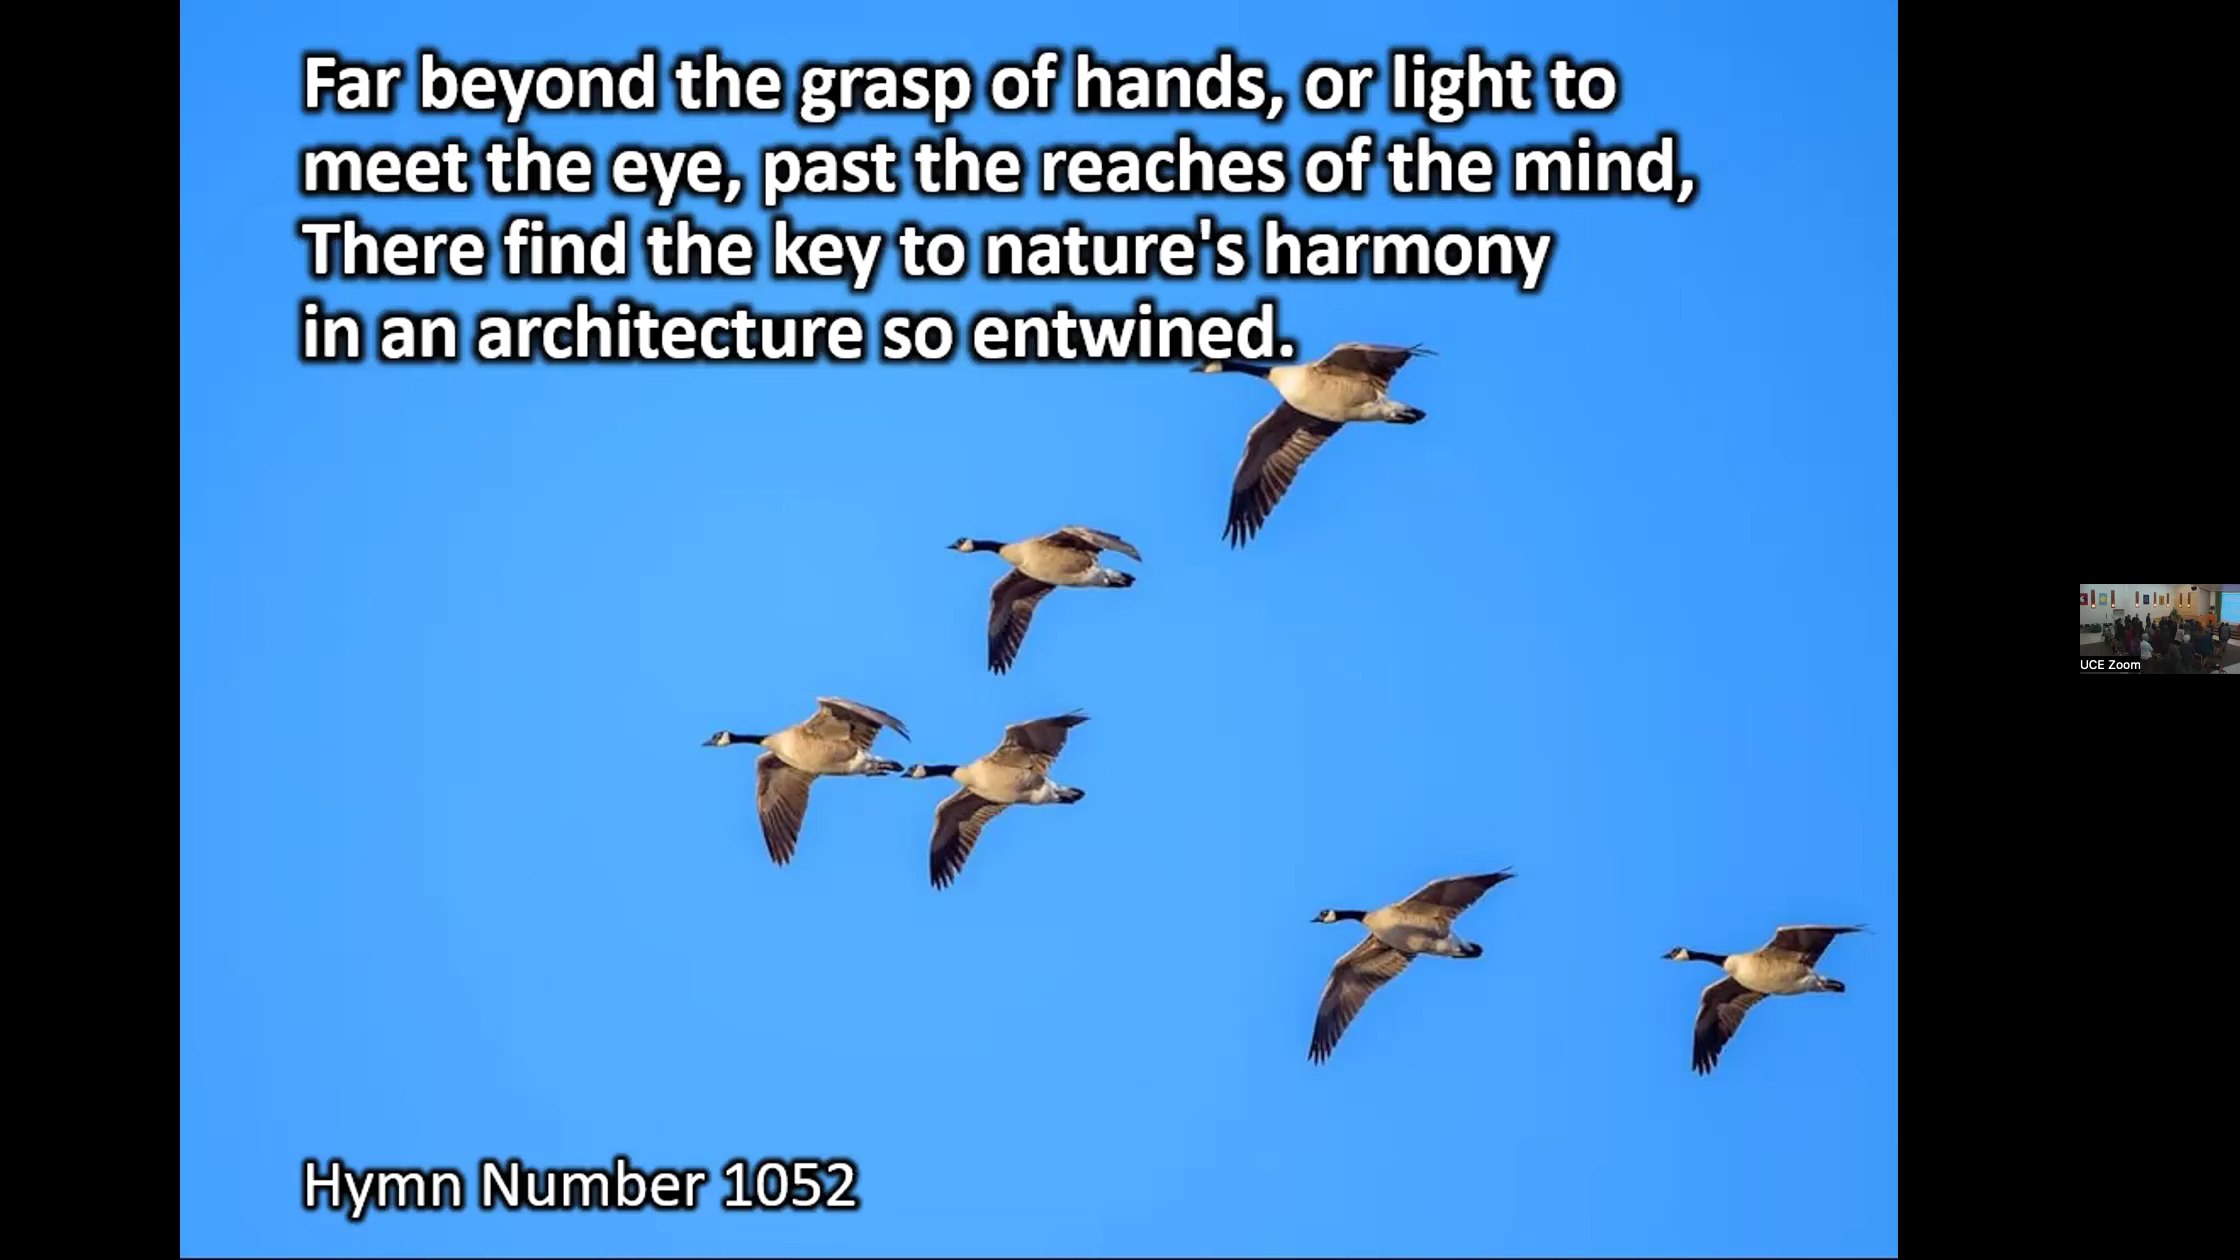 Far beyond the grasp of hands, or light to
meet the eye, past the reaches of the mind,
There find the key to nature's harmony
in an architecture so entwined.
Hymn Number 1052
UCE Zoom